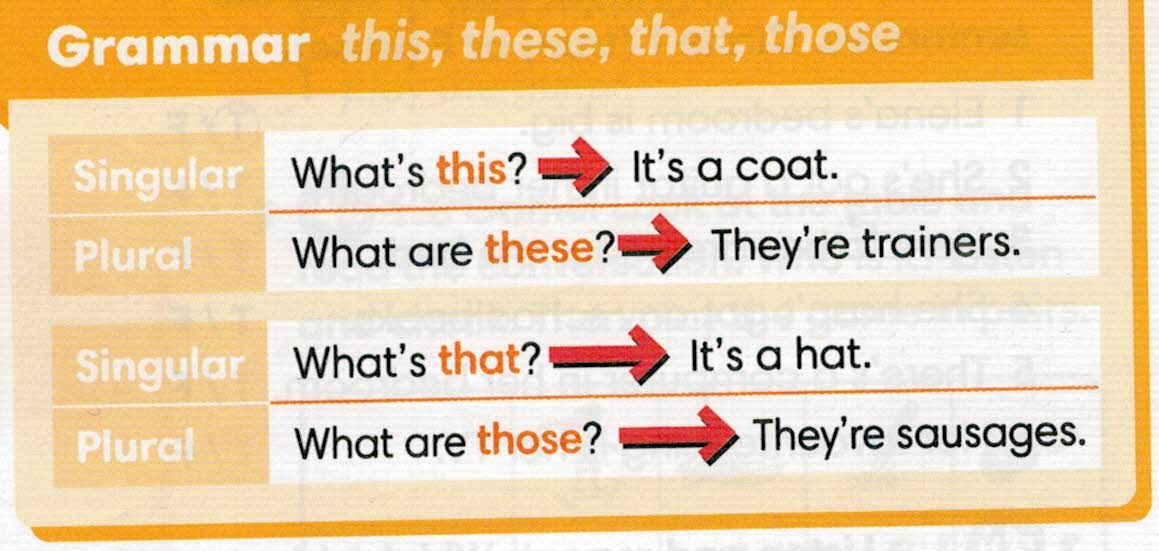 Grammar this, these, that, those
Singular What's this? It's a coat.
Plural What are these? They're trainers.
Singular What's that? It's a hat.
Plural What are those? They're sausages.